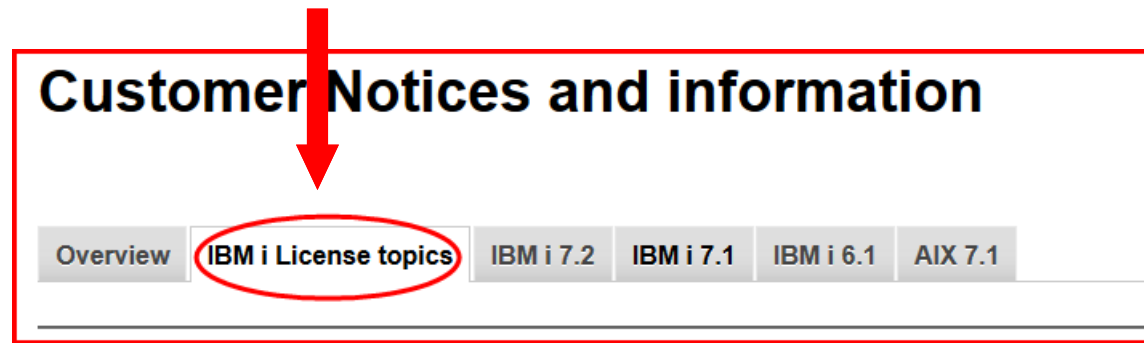 Customer Notices and information
Overview IBM i License topics IBM i 7.2 IBM i 7.1 IBM i 6.1 AIX 7.1